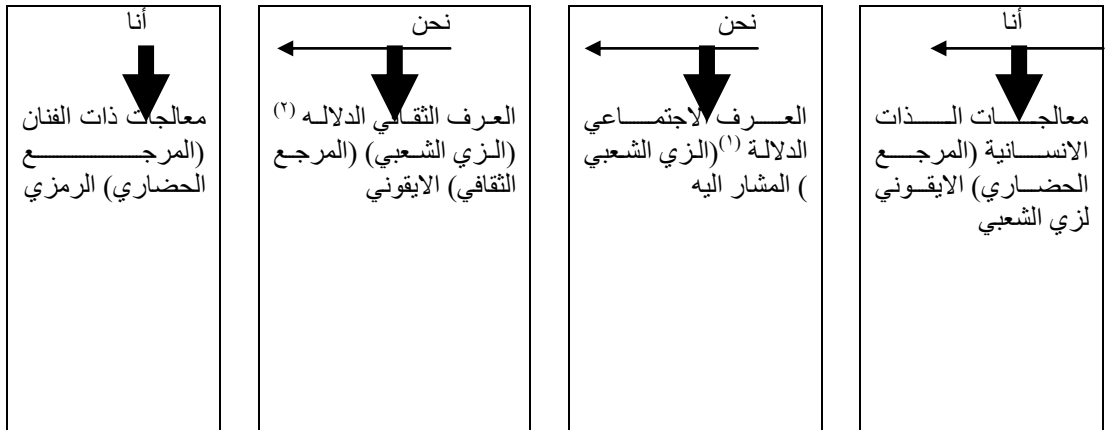 أنا
معالجات الذات
الانسانية (المرجع
الحضاري) الايقوني
لزي الشعبي
نحن
العرف الاجتماعي
الدلالة (١)(الزي الشعبي
) المشار اليه
نحن
العرف الثقافي الدلاله (٢)
(الزي الشعبي) (المرجع
الثقافي) الايقوني
أنا
معالجات ذات الفنان
(المرجع
الحضاري) الرمزي